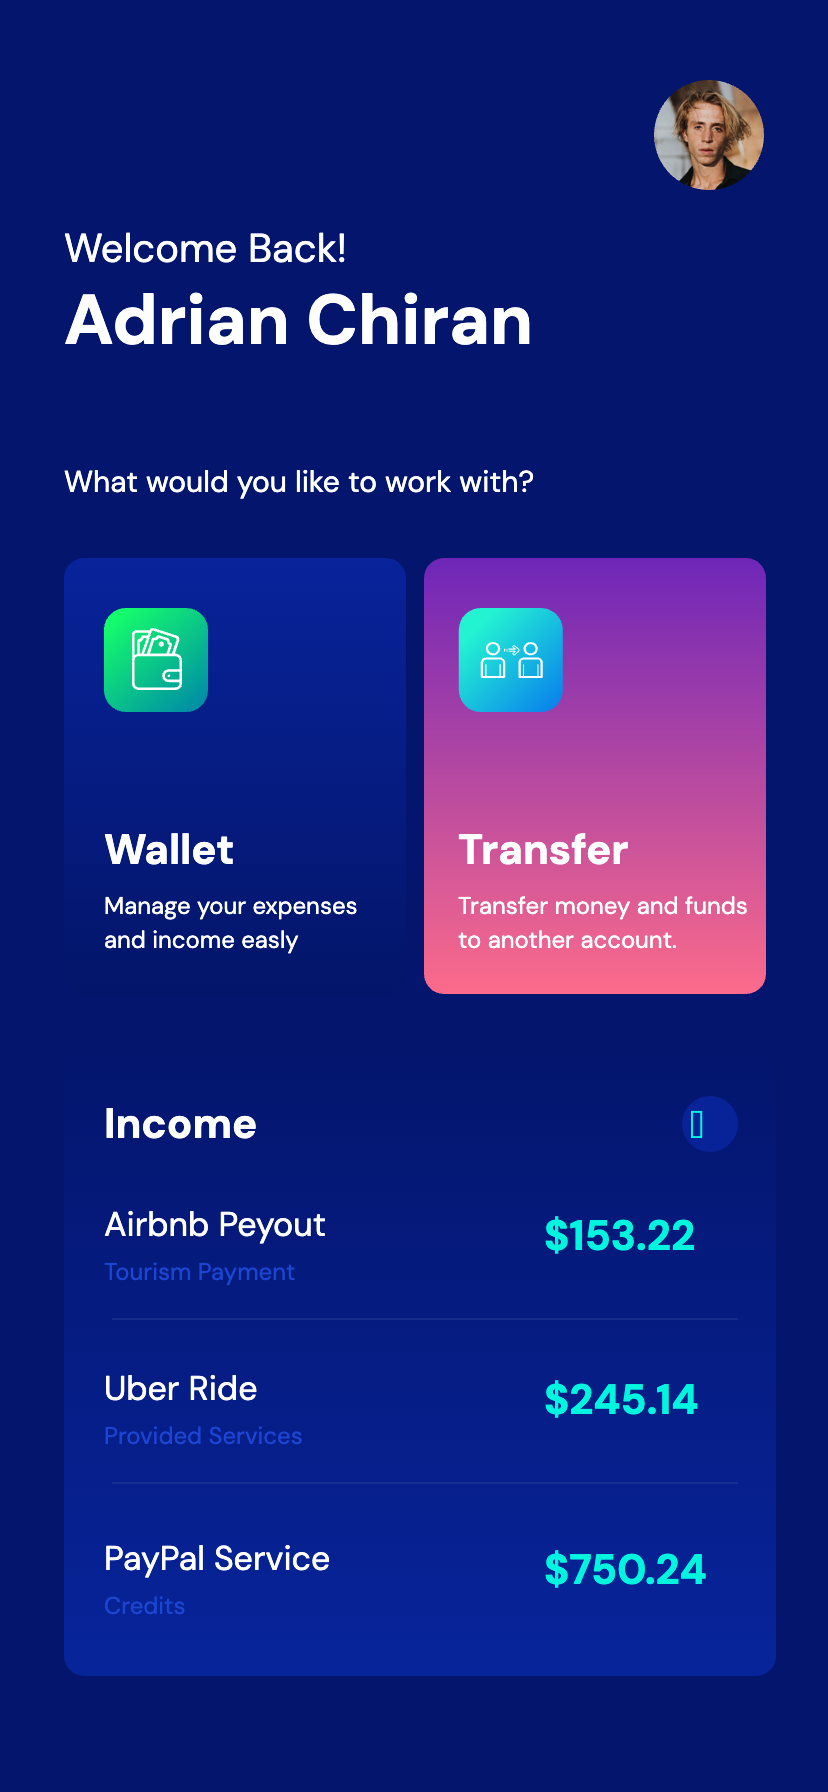 Welcome Back!
Adrian Chiran
What would you like to work with?
Wallet
Manage your expenses
and income easly
Transfer
Transfer money and funds
to another account.
Income
Airbnb Peyout
$153.22
Tourism Payment
Uber Ride
$245.14
Provided Services
PayPal Service
$750.24
Credits